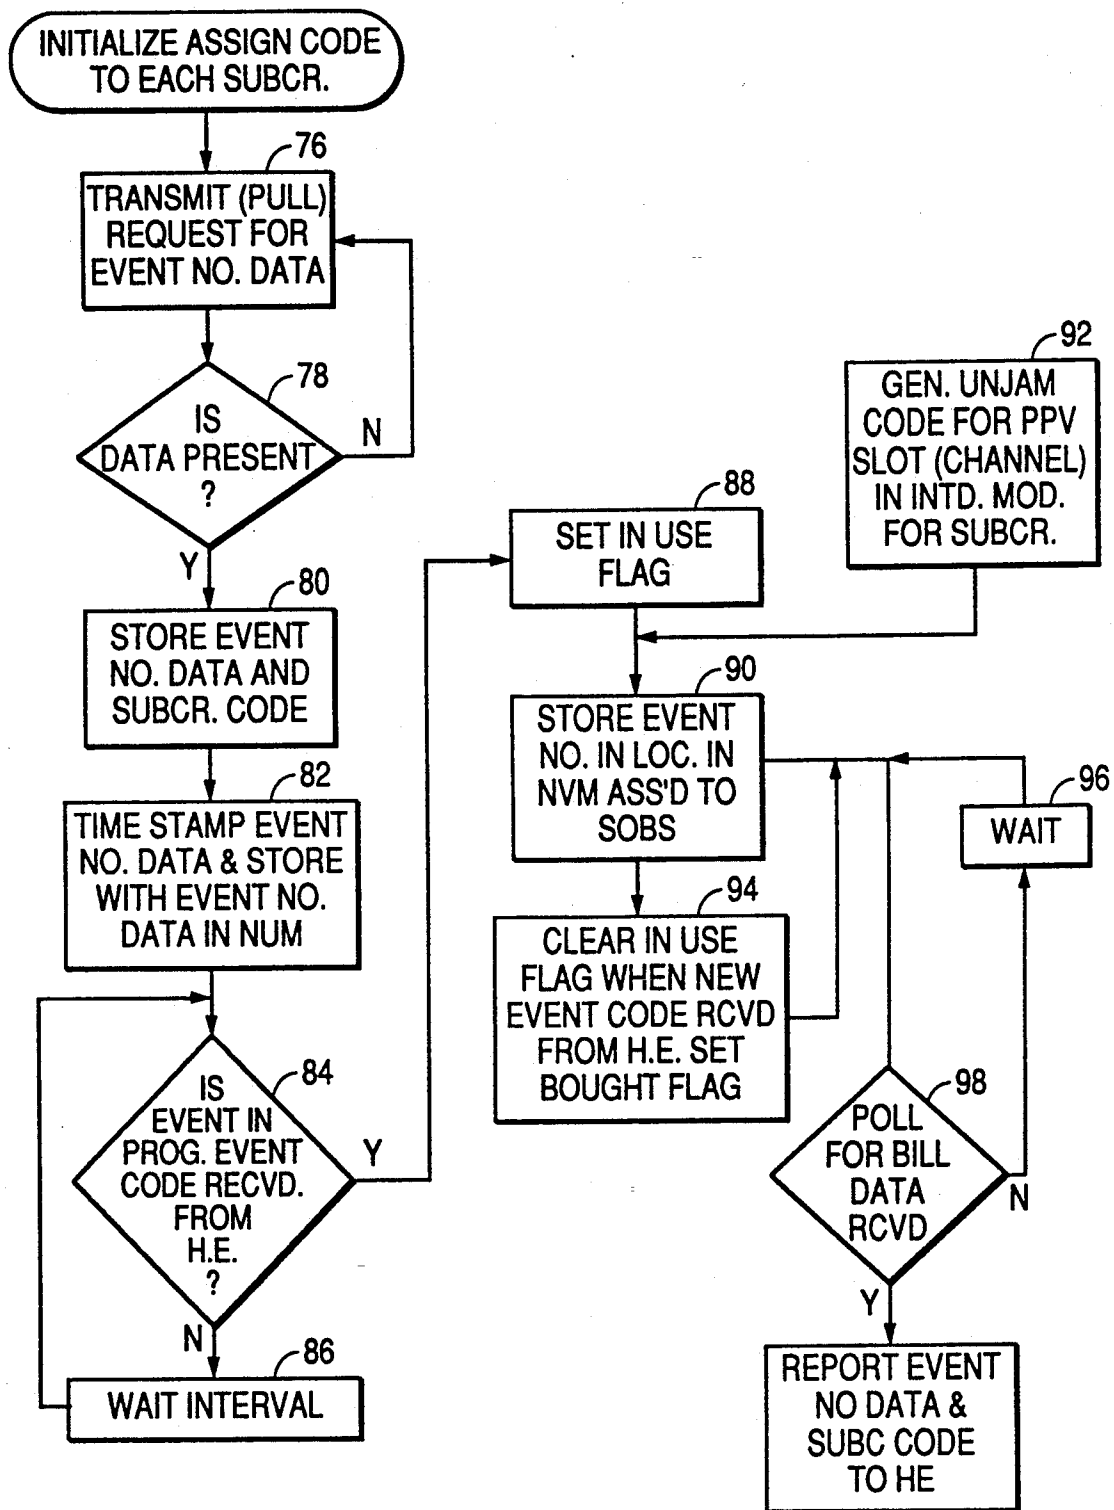 INITIALIZE ASSIGN CODE
TO EACH SUBCR.
76
TRANSMIT (PULL)
REQUEST FOR
EVENT NO. DATA
78
IS
DATA PRESENT
?
N
Y
80
STORE EVENT
NO. DATA AND
SUBCR. CODE
82
TIME STAMP EVENT
NO. DATA & STORE
WITH EVENT NO.
DATA IN NUM
84
IS
EVENT IN
PROG. EVENT
CODE RECVD.
FROM
H.E.
?
Y
N
86
WAIT INTERVAL
88
SET IN USE
FLAG
92
GEN. UNJAM
CODE FOR PPV
SLOT (CHANNEL)
IN INTD. MOD.
FOR SUBCR.
90
STORE EVENT
NO. IN LOC. IN
NVM ASS'D TO
SOBS
94
CLEAR IN USE
FLAG WHEN NEW
EVENT CODE RCVD
FROM H.E. SET
BOUGHT FLAG
96
WAIT
98
POLL
FOR BILL
DATA
RCVD
N
Y
REPORT EVENT
NO DATA &
SUBC CODE
TO HE